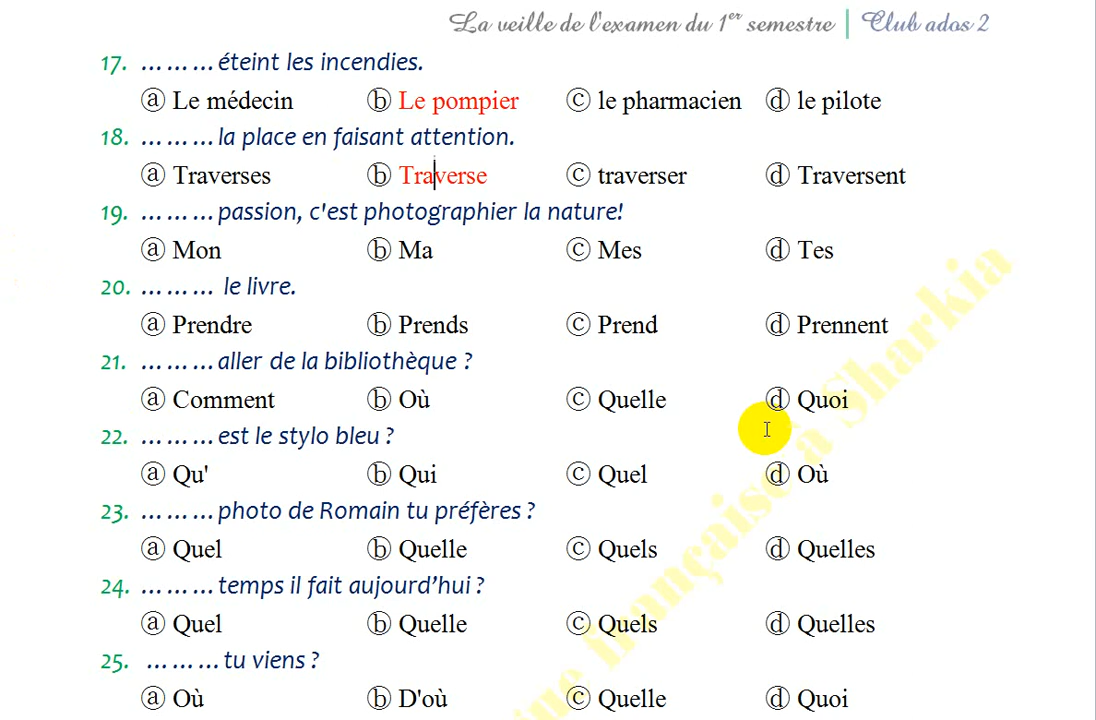 La veille de l'examen du 1er semestre | Club ados 2
17. ……… éteint les incendies.
ⓐ Le médecin ⓑ Le pompier ⓒ le pharmacien ⓓ le pilote
18. ……… la place en faisant attention.
ⓐ Traverses ⓑ Traverse ⓒ traverser ⓓ Traversent
19. ……… passion, c'est photographier la nature!
ⓐ Mon ⓑ Ma ⓒ Mes ⓓ Tes
20. ……… le livre.
ⓐ Prendre ⓑ Prends ⓒ Prend ⓓ Prennent
21. ……… aller de la bibliothèque ?
ⓐ Comment ⓑ Où ⓒ Quelle ⓓ Quoi
22. ……… est le stylo bleu ?
ⓐ Qu' ⓑ Qui ⓒ Quel ⓓ Où
23. ……… photo de Romain tu préfères ?
ⓐ Quel ⓑ Quelle ⓒ Quels ⓓ Quelles
24. ……… temps il fait aujourd’hui ?
ⓐ Quel ⓑ Quelle ⓒ Quels ⓓ Quelles
25. ……… tu viens ?
ⓐ Où ⓑ D'où ⓒ Quelle ⓓ Quoi
française à Sharkia